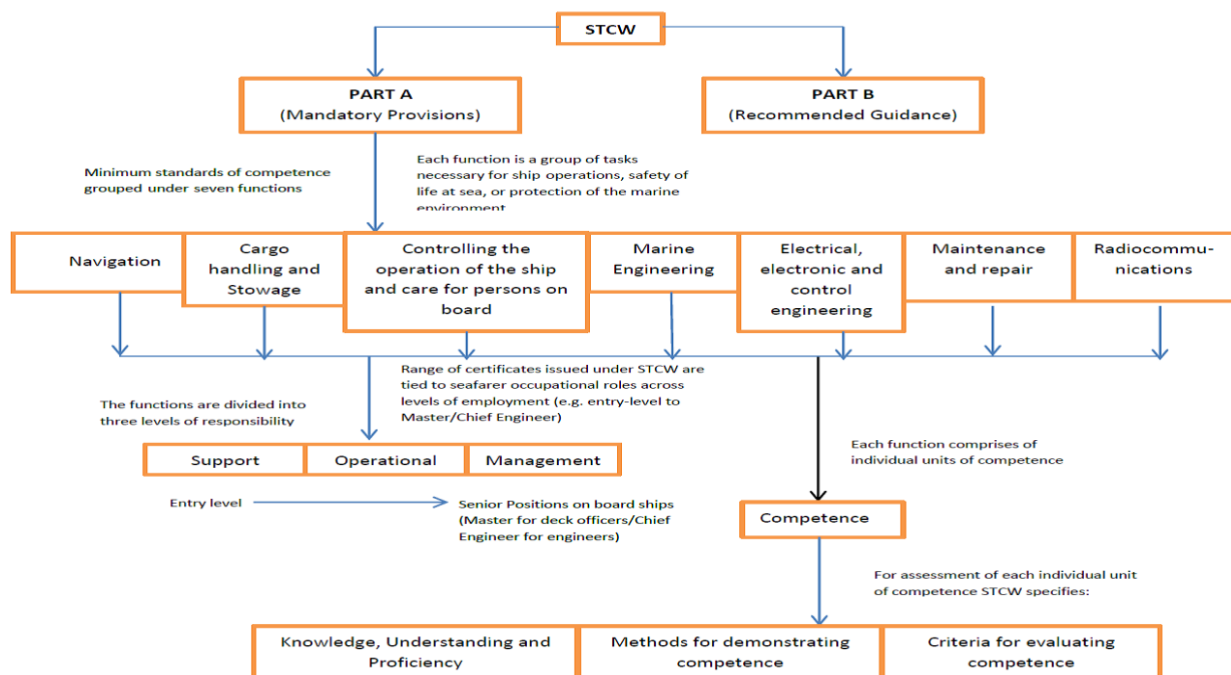 STCW
PART A
(Mandatory Provisions)
PART B
(Recommended Guidance)
Minimum standards of competence
grouped under seven functions
Each function is a group of tasks
necessary for ship operations, safety of
life at sea, or protection of the marine
environment
Navigation
Cargo
handling and
Stowage
Controlling the
operation of the ship
and care for persons on
board
Marine
Engineering
Electrical,
electronic and
control
engineering
Maintenance
and repair
Radiocommu-
nications
The functions are divided into
three levels of responsibility
Range of certificates issued under STCW are
tied to seafarer occupational roles across
levels of employment (e.g. entry-level to
Master/Chief Engineer)
Each function comprises of
individual units of competence
Support
Operational
Management
Entry level
Senior Positions on board ships
(Master for deck officers/Chief
Engineer for engineers)
Competence
For assessment of each individual unit
of competence STCW specifies:
Knowledge, Understanding and
Proficiency
Methods for demonstrating
competence
Criteria for evaluating
competence